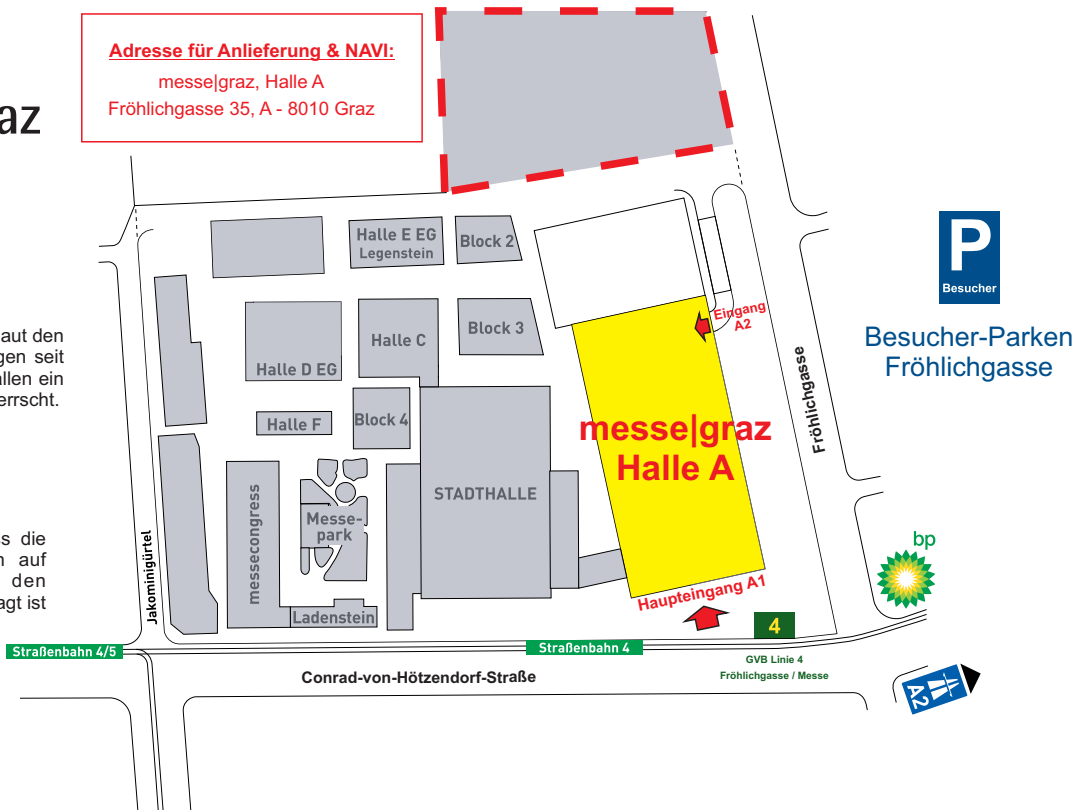 Adresse für Anlieferung & NAVI:
messe|graz, Halle A
Fröhlichgasse 35, A - 8010 Graz
az
aut den
gen seit
allen ein
errscht.
ss die
n auf
den
agt ist
Halle E EG
Legenstein
Block 2
Halle D EG
Halle C
Block 3
Halle F
Block 4
messecongress
Messe-
park
Ladenstein
STADTHALLE
Eingang
A2
messe|graz
Halle A
Haupteingang A1
Fröhlichgasse
Jakominigürtel
P
Besucher
Besucher-Parken
Fröhlichgasse
bp
4
Straßenbahn 4/5
Straßenbahn 4
GVB Linie 4
Fröhlichgasse / Messe
Conrad-von-Hötzendorf-Straße
A2